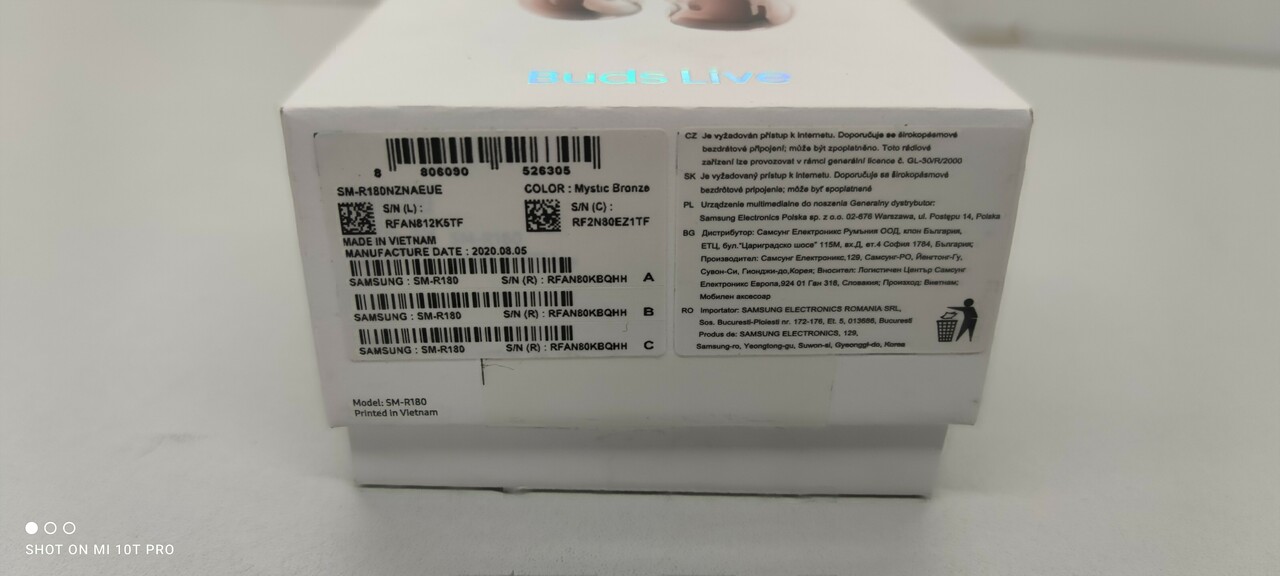 Buds Live
8 806090 526305
SM-R180NZNAEUE COLOR : Mystic Bronze
S/N (L) : S/N (C) :
RFAN812K5TF RF2N80EZ1TF
MADE IN VIETNAM
MANUFACTURE DATE : 2020.08.05
SAMSUNG : SM-R180 S/N (R) : RFAN80KBQHH A
SAMSUNG : SM-R180 S/N (R) : RFAN80KBQHH B
SAMSUNG : SM-R180 S/N (R) : RFAN80KBQHH C
Model: SM-R180
Printed in Vietnam
CZ Je vyžadován přístup k internetu. Doporučuje se širokopásmové
bezdrátové připojení; může být zpoplatněno. Toto rádiové
zařízení lze provozovat v rámci generální licence č. GL-30/R/2000
SK Je vyžadovaný prístup k internetu. Doporučuje sa širokopásmové
bezdrôtové pripojenie; môže byť spoplatnené
PL Urządzenie multimedialne do noszenia Generalny dystrybutor:
Samsung Electronics Polska sp. z o.o. 02-676 Warszawa, ul. Postępu 14, Polska
BG Дистрибутор: Самсунг Електроникс Румъния ООД, клон България,
ЕТЦ, бул."Цариградско шосе" 115М, вх.Д, ет.4 София 1784, България;
Производител: Самсунг Електроникс,129, Самсунг-РО, Йенгтонг-Гу,
Сувон-Си, Гионджи-до,Корея; Вносител: Логистичен Център Самсунг
Електроникс Европа,924 01 Ган 316, Словакия; Произход: Виетнам;
Мобилен аксесоар
RO Importator: SAMSUNG ELECTRONICS ROMANIA SRL,
Sos. Bucuresti-Ploiesti nr. 172-176, Et. 5, 013686, Bucuresti
Produs de: SAMSUNG ELECTRONICS, 129,
Samsung-ro, Yeongtong-gu, Suwon-si, Gyeonggi-do, Korea
SHOT ON MI 10T PRO